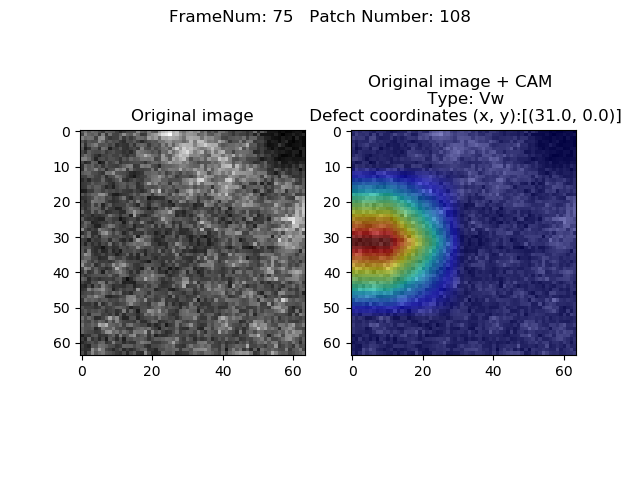 FrameNum: 75   Patch Number: 108
Original image
Original image + CAM
Type: Vw
Defect coordinates (x, y):[(31.0, 0.0)]
0
10
20
30
40
50
60
0 20 40 60
0
10
20
30
40
50
60
0 20 40 60